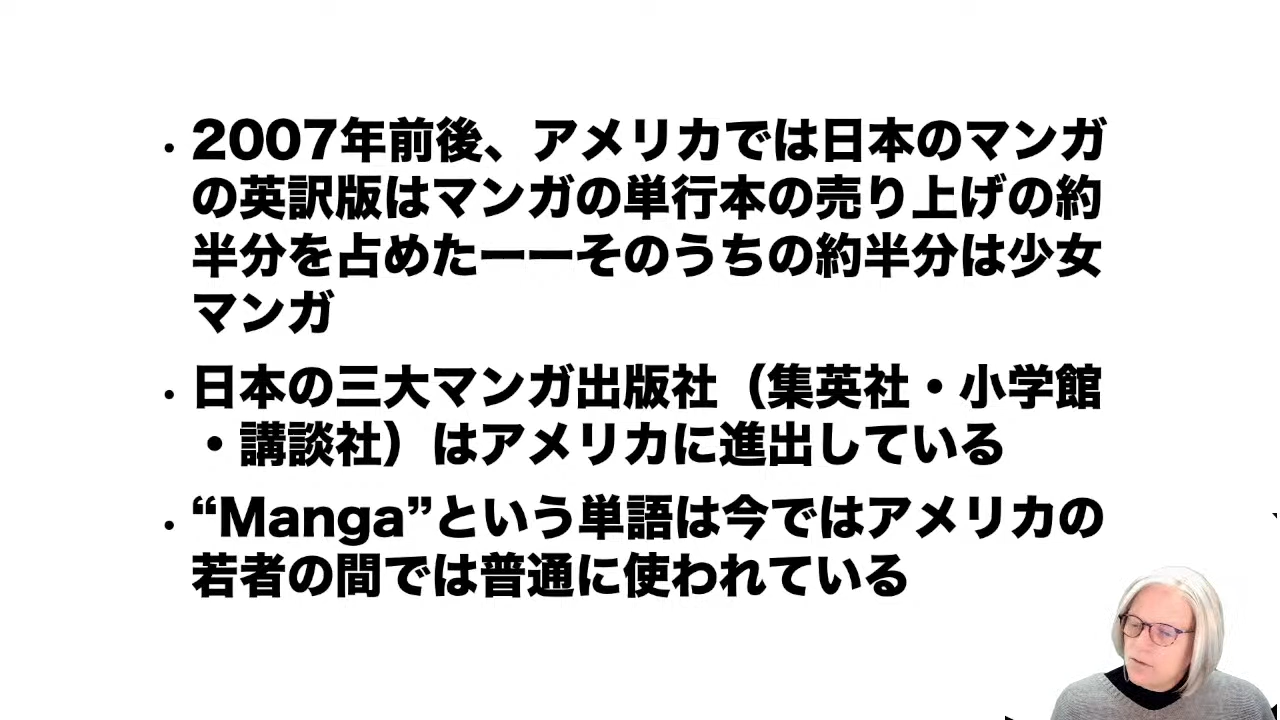 • 2007年前後、アメリカでは日本のマンガ
の英訳版はマンガの単行本の売り上げの約
半分を占めたーーそのうちの約半分は少女
マンガ
• 日本の三大マンガ出版社（集英社・小学館
・講談社）はアメリカに進出している
• “Manga”という単語は今ではアメリカの
若者の間では普通に使われている